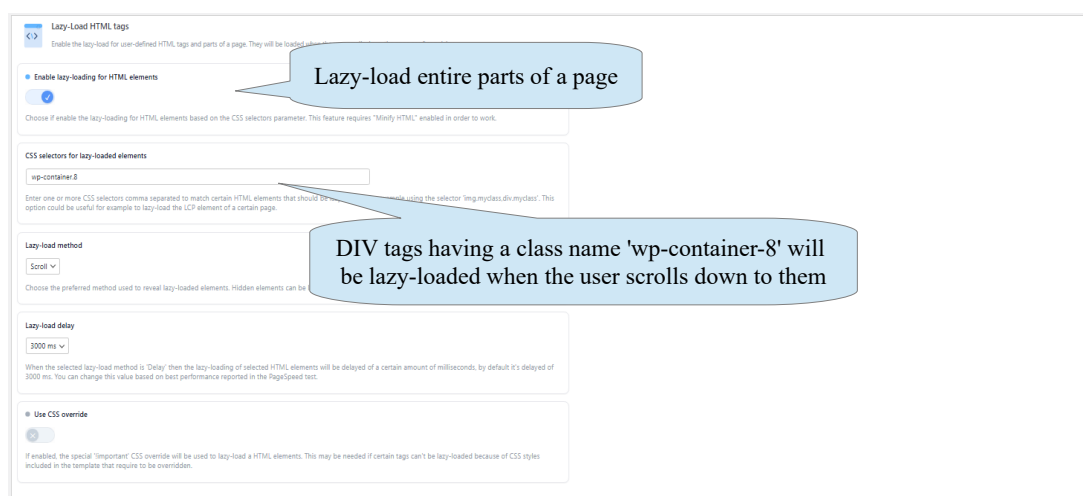 Lazy-Load HTML tags
Enable the lazy-load for user-defined HTML tags and parts of a page. They will be loaded
Lazy-load entire parts of a page
Enable lazy-loading for HTML elements
Choose if enable the lazy-loading for HTML elements based on the CSS selectors parameter. This feature requires "Minify HTML" enabled in order to work.
CSS selectors for lazy-loaded elements
wp-container.8
Enter one or more CSS selectors comma separated to match certain HTML elements that should be using the selector 'img.myclass,div.myclass'. This
option could be useful for example to lazy-load the LCP element of a certain page.
DIV tags having a class name 'wp-container-8' will
be lazy-loaded when the user scrolls down to them
Lazy-load method
Scroll
Choose the preferred method used to reveal lazy-loaded elements. Hidden elements can be
Lazy-load delay
3000 ms
When the selected lazy-load method is 'Delay' then the lazy-loading of selected HTML elements will be delayed of a certain amount of milliseconds, by default it's delayed of
3000 ms. You can change this value based on best performance reported in the PageSpeed test.
Use CSS override
If enabled, the special '!important' CSS override will be used to lazy-load a HTML elements. This may be needed if certain tags can't be lazy-loaded because of CSS styles
included in the template that require to be overridden.